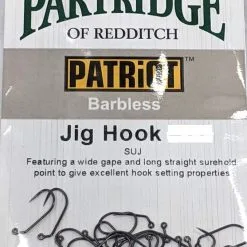 PARTRIDGE
OF REDDITCH
PATRIOT™
Barbless
Jig Hook
SUJ
Featuring a wide gape and long straight surehold
point to give excellent hook setting properties